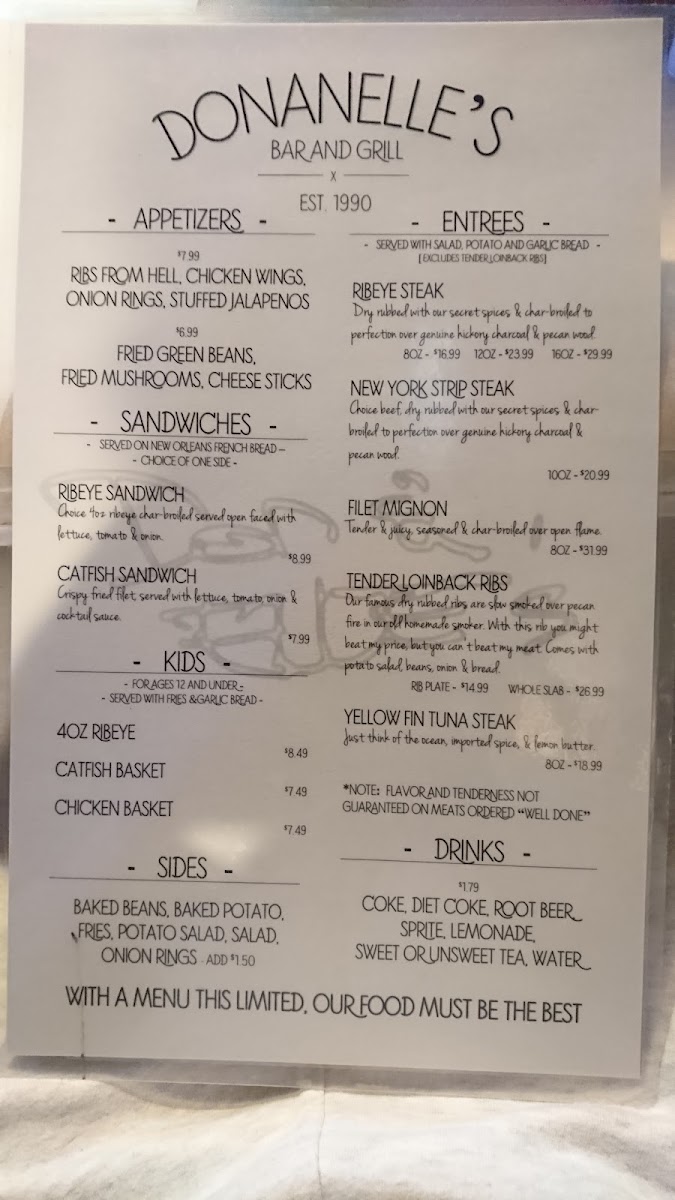 DONANELLE'S
BAR AND GRILL
X
EST. 1990
- APPETIZERS -
$7.99
RIBS FROM HELL, CHICKEN WINGS,
ONION RINGS, STUFFED JALAPENOS
$6.99
FRIED GREEN BEANS,
FRIED MUSHROOMS, CHEESE STICKS
- SANDWICHES -
- SERVED ON NEW ORLEANS FRENCH BREAD -
- CHOICE OF ONE SIDE -
RIBEYE SANDWICH
Choice 4oz ribeye char-broiled served open faced with
lettuce, tomato & onion.
$8.99
CATFISH SANDWICH
Crispy fried filet, served with lettuce, tomato, onion &
cocktail sauce.
$7.99
- KIDS -
- FOR AGES 12 AND UNDER -
- SERVED WITH FRIES & GARLIC BREAD -
4OZ RIBEYE
$8.49
CATFISH BASKET
$7.49
CHICKEN BASKET
$7.49
- SIDES -
BAKED BEANS, BAKED POTATO,
FRIES, POTATO SALAD, SALAD,
ONION RINGS - ADD $1.50
- ENTREES -
- SERVED WITH SALAD, POTATO AND GARLIC BREAD -
[EXCLUDES TENDER LOINBACK RIBS]
RIBEYE STEAK
Dry rubbed with our secret spices & char-broiled to
perfection over genuine hickory charcoal & pecan wood.
8OZ - $16.99 12OZ - $23.99 16OZ - $29.99
NEW YORK STRIP STEAK
Choice beef, dry rubbed with our secret spices & char-
broiled to perfection over genuine hickory charcoal &
pecan wood.
10OZ - $20.99
FILET MIGNON
Tender & juicy, seasoned & char-broiled over open flame.
8OZ - $31.99
TENDER LOINBACK RIBS
Our famous dry rubbed ribs are slow smoked over pecan
fire in our old homemade smoker. With this rib you might
beat my price, but you can't beat my meat. Comes with
potato salad, beans, onion & bread.
RIB PLATE - $14.99 WHOLE SLAB - $26.99
YELLOW FIN TUNA STEAK
Just think of the ocean, imported spice, & lemon butter.
8OZ - $18.99
*NOTE: FLAVOR AND TENDERNESS NOT
GUARANTEED ON MEATS ORDERED "WELL DONE"
- DRINKS -
$1.79
COKE, DIET COKE, ROOT BEER
SPRITE, LEMONADE,
SWEET OR UNSWEET TEA, WATER
WITH A MENU THIS LIMITED, OUR FOOD MUST BE THE BEST